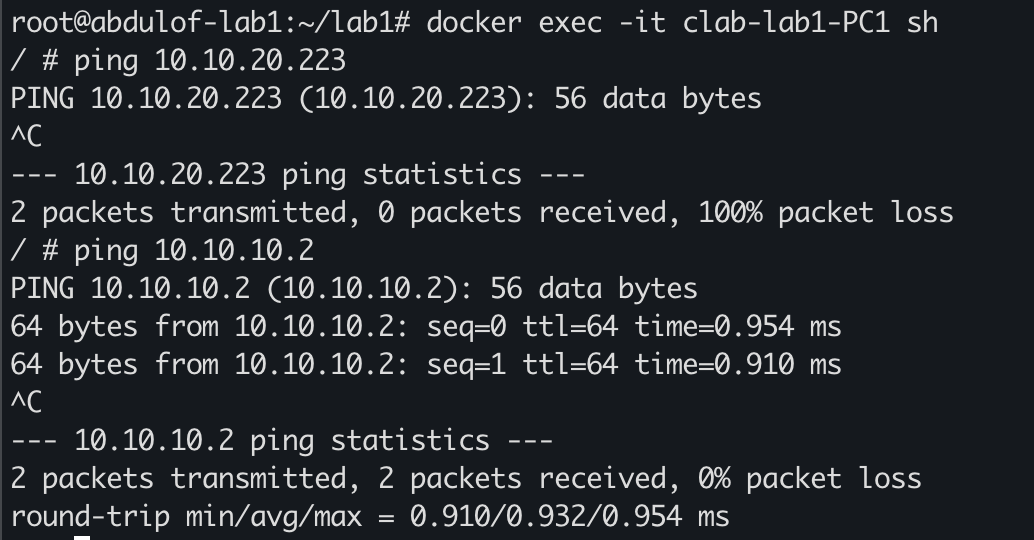 root@abdulof-lab1:~/lab1# docker exec -it clab-lab1-PC1 sh
/ # ping 10.10.20.223
PING 10.10.20.223 (10.10.20.223): 56 data bytes
^C
--- 10.10.20.223 ping statistics ---
2 packets transmitted, 0 packets received, 100% packet loss
/ # ping 10.10.10.2
PING 10.10.10.2 (10.10.10.2): 56 data bytes
64 bytes from 10.10.10.2: seq=0 ttl=64 time=0.954 ms
64 bytes from 10.10.10.2: seq=1 ttl=64 time=0.910 ms
^C
--- 10.10.10.2 ping statistics ---
2 packets transmitted, 2 packets received, 0% packet loss
round-trip min/avg/max = 0.910/0.932/0.954 ms